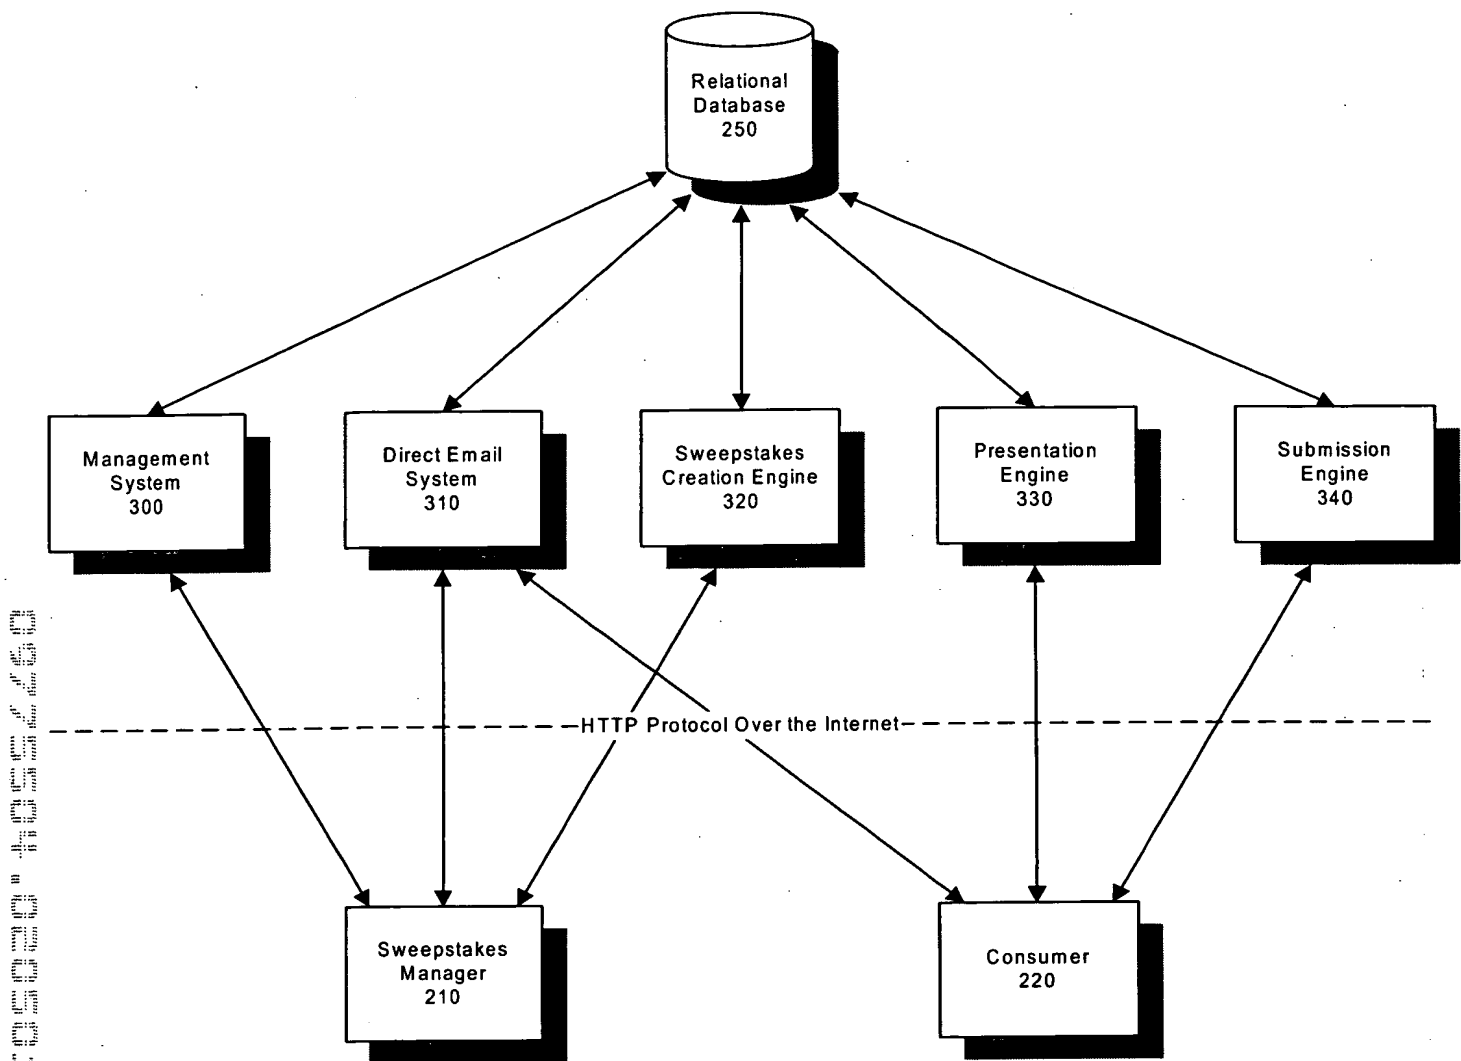 Relational
Database
250
Management
System
300
Direct Email
System
310
Sweepstakes
Creation Engine
320
Presentation
Engine
330
Submission
Engine
340
HTTP Protocol Over the Internet
Sweepstakes
Manager
210
Consumer
220